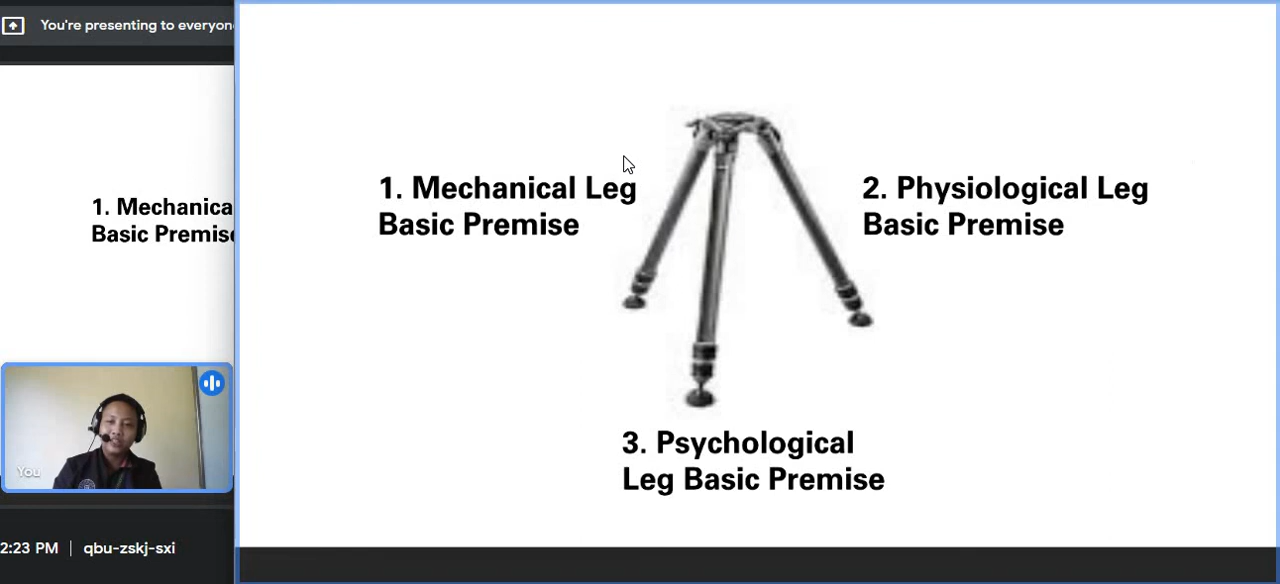 You're presenting to everyon
1. Mechanica
Basic Premis
1. Mechanical Leg
Basic Premise
2. Physiological Leg
Basic Premise
3. Psychological
Leg Basic Premise
You
2:23 PM | qbu-zskj-sxi